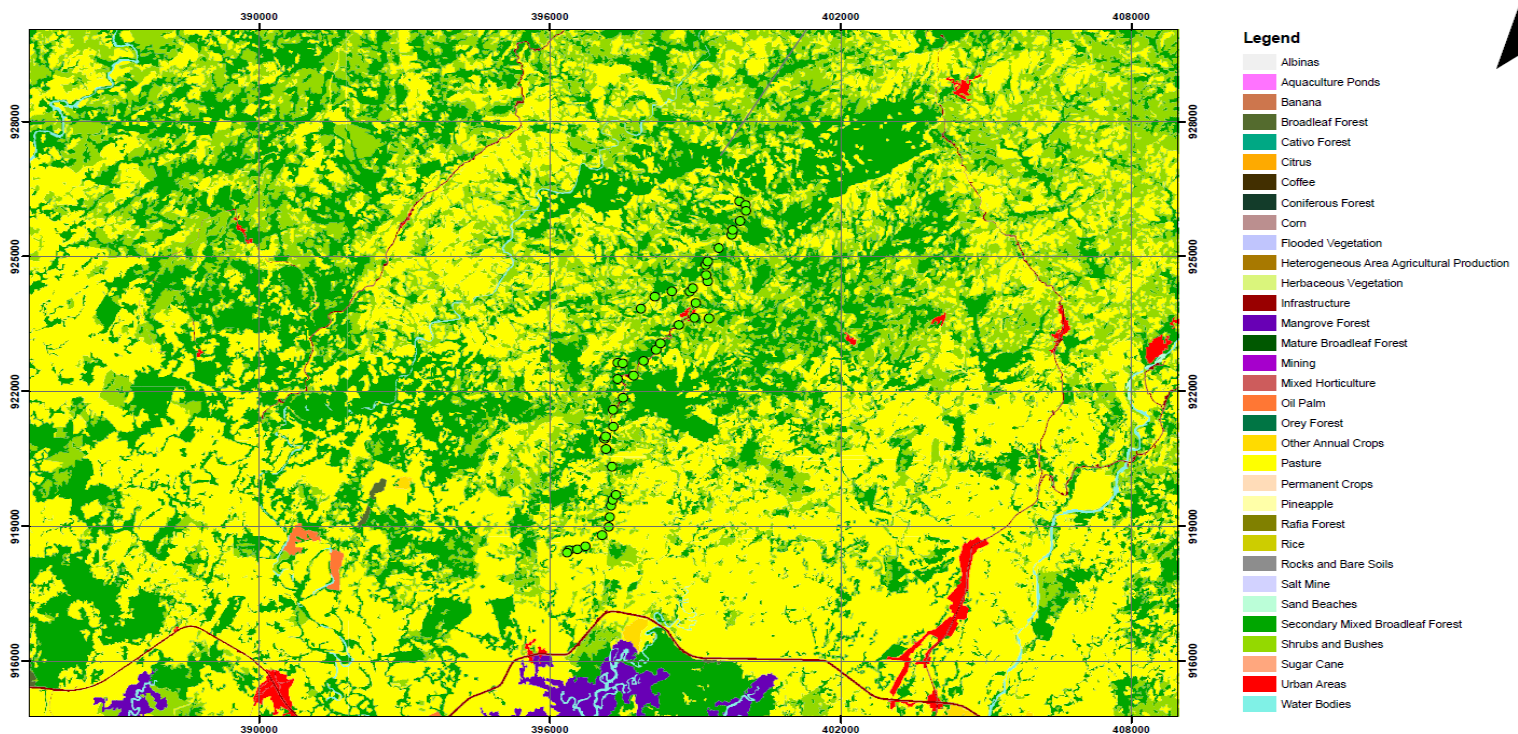 390000 396000 402000 408000
Legend
Albinas
Aquaculture Ponds
Banana
Broadleaf Forest
Cativo Forest
Citrus
Coffee
Coniferous Forest
Corn
Flooded Vegetation
Heterogeneous Area Agricultural Production
Herbaceous Vegetation
Infrastructure
Mangrove Forest
Mature Broadleaf Forest
Mining
Mixed Horticulture
Oil Palm
Orey Forest
Other Annual Crops
Pasture
Permanent Crops
Pineapple
Rafia Forest
Rice
Rocks and Bare Soils
Salt Mine
Sand Beaches
Secondary Mixed Broadleaf Forest
Shrubs and Bushes
Sugar Cane
Urban Areas
Water Bodies
928000 928000
925000 925000
922000 922000
919000 919000
916000 916000
390000 396000 402000 408000